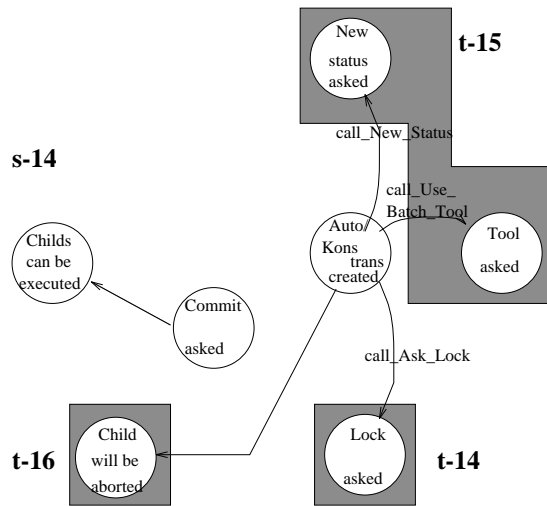 New
status
asked
t-15
call_New_Status
s-14
call_Use_
Batch_Tool
Childs
can be
executed
Auto
Kons
trans
created
Tool
asked
Commit
asked
call_Ask_Lock
t-16
Child
will be
aborted
Lock
asked
t-14